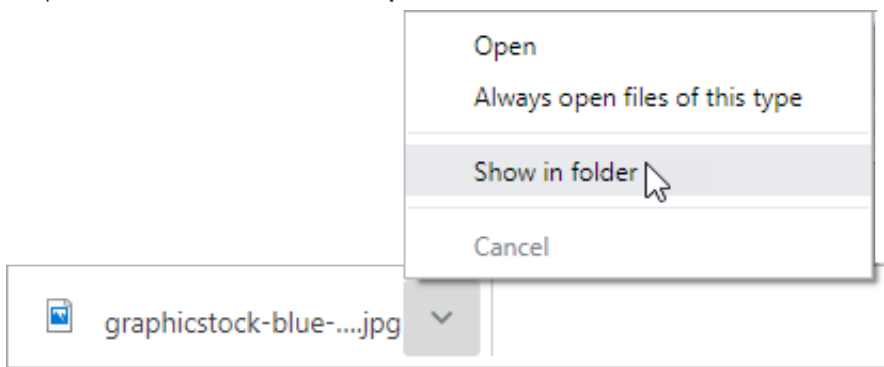 Open
Always open files of this type
Show in folder
Cancel
graphicstock-blue-....jpg